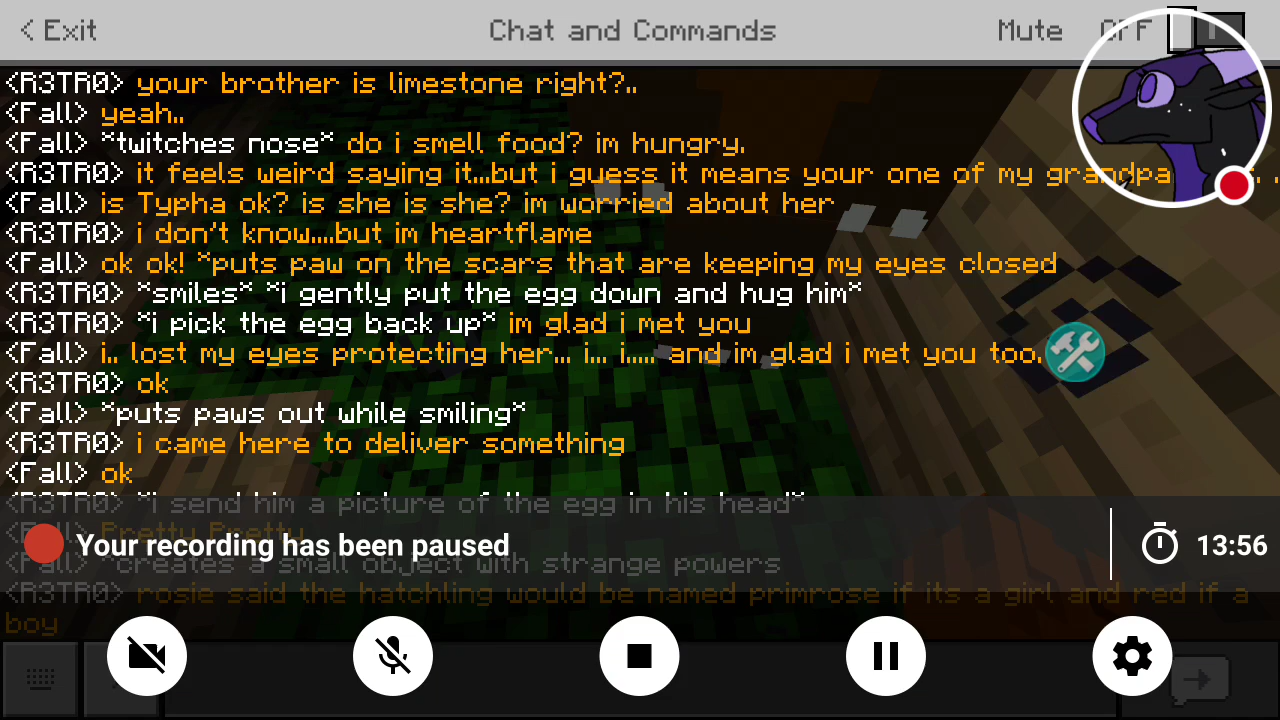 < Exit
Chat and Commands
Mute
OFF
<R3TR0> your brother is limestone right?..
<Fall> yeah..
<Fall> *twitches nose* do i smell food? im hungry.
<R3TR0> it feels weird saying it...but i guess it means your one of my grandpa
<Fall> is Typha ok? is she is she? im worried about her
<R3TR0> i don't know....but im heartflame
<Fall> ok ok! *puts paw on the scars that are keeping my eyes closed
<R3TR0> *smiles* *i gently put the egg down and hug him*
<R3TR0> *i pick the egg back up* im glad i met you
<Fall> i.. lost my eyes protecting her... i... i..... and im glad i met you too.
<R3TR0> ok
<Fall> *puts paws out while smiling*
<R3TR0> i came here to deliver something
<Fall> ok
<R3TR0> *i send him a picture of the egg in his head*
<Fall> Pretty Pretty
Your recording has been paused
13:56
<Fall> *creates a small object with strange powers
<R3TR0> rosie said the hatchling would be named primrose if its a girl and red if a
boy